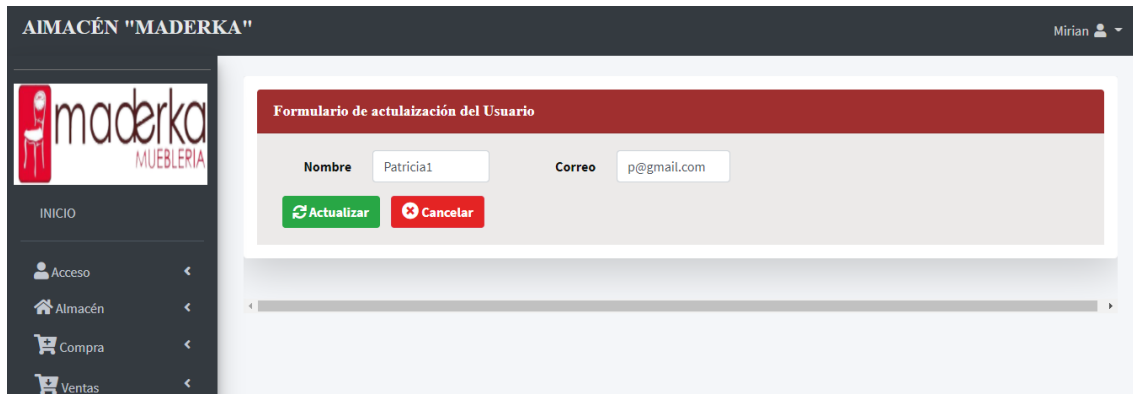 AlMACÉN "MADERKA"
Mirian
maderka
MUEBLERIA
Formulario de actulaización del Usuario
Nombre Patricia1 Correo p@gmail.com
Actualizar Cancelar
INICIO
Acceso
Almacén
Compra
Ventas